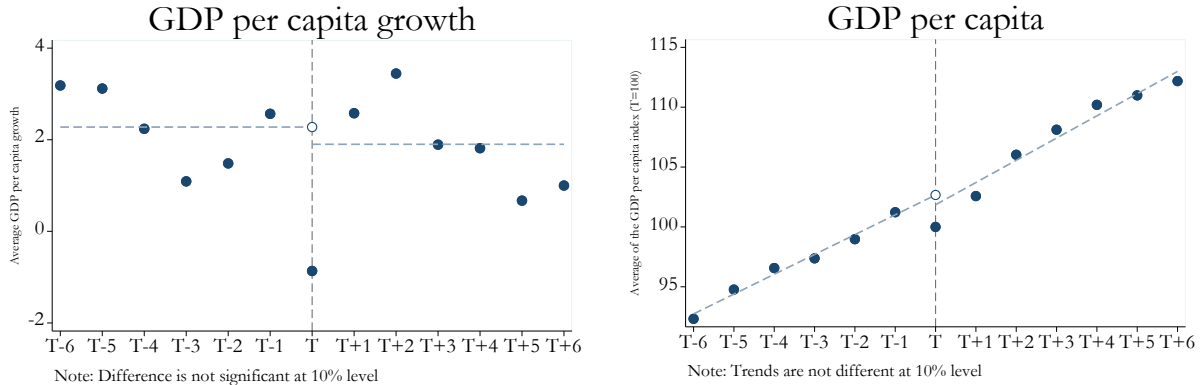 GDP per capita growth
Average GDP per capita growth
4
2
0
-2
T-6 T-5 T-4 T-3 T-2 T-1 T T+1 T+2 T+3 T+4 T+5 T+6
Note: Difference is not significant at 10% level
GDP per capita
Average of the GDP per capita index (T=100)
115
110
105
100
95
T-6 T-5 T-4 T-3 T-2 T-1 T T+1 T+2 T+3 T+4 T+5 T+6
Note: Trends are not different at 10% level